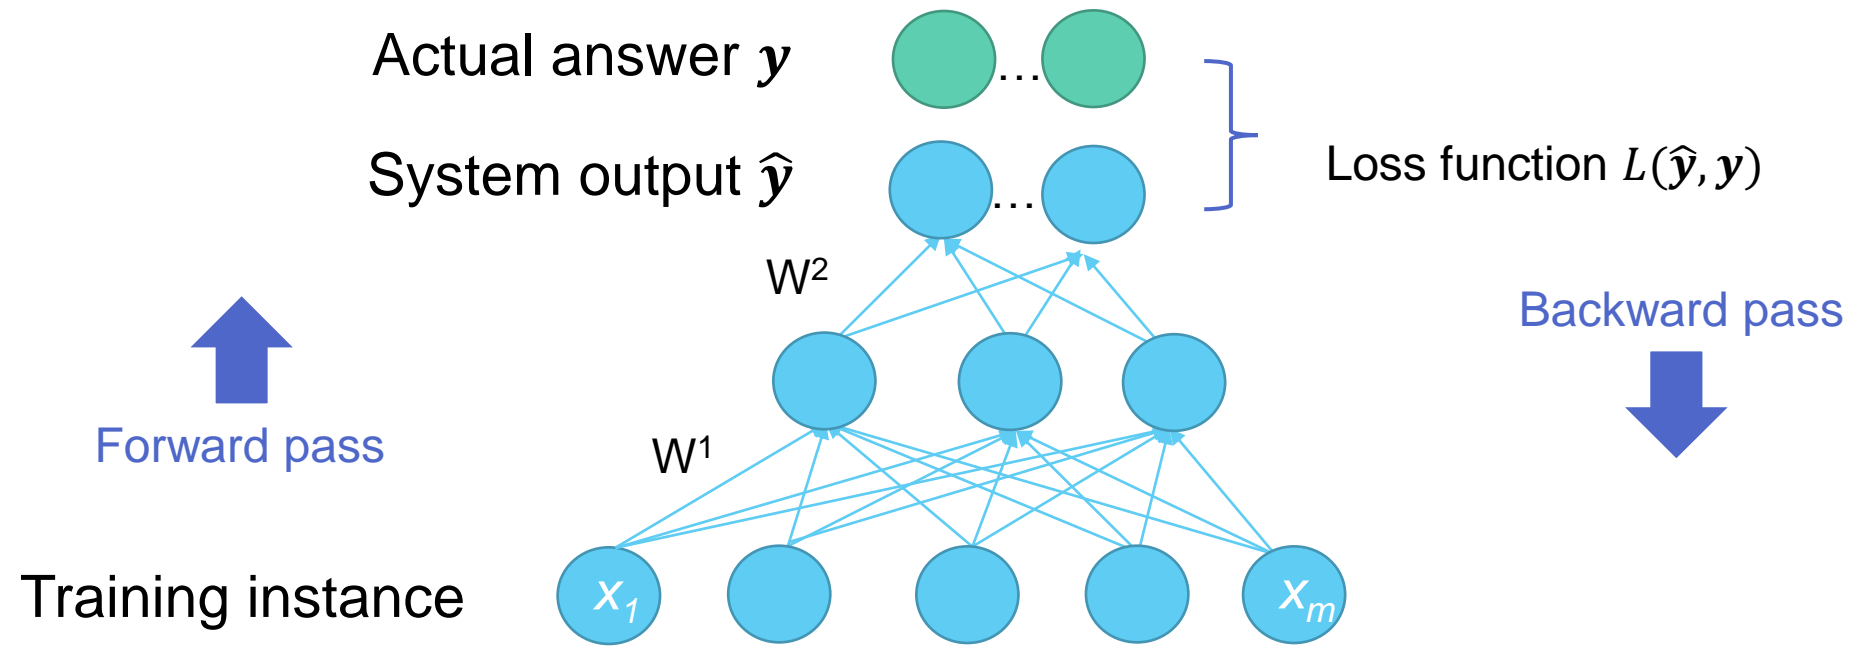 Actual answer y
... 
System output ŷ
...
Loss function L(ŷ, y)
W²
Backward pass
Forward pass
W¹
Training instance
x₁
xₘ